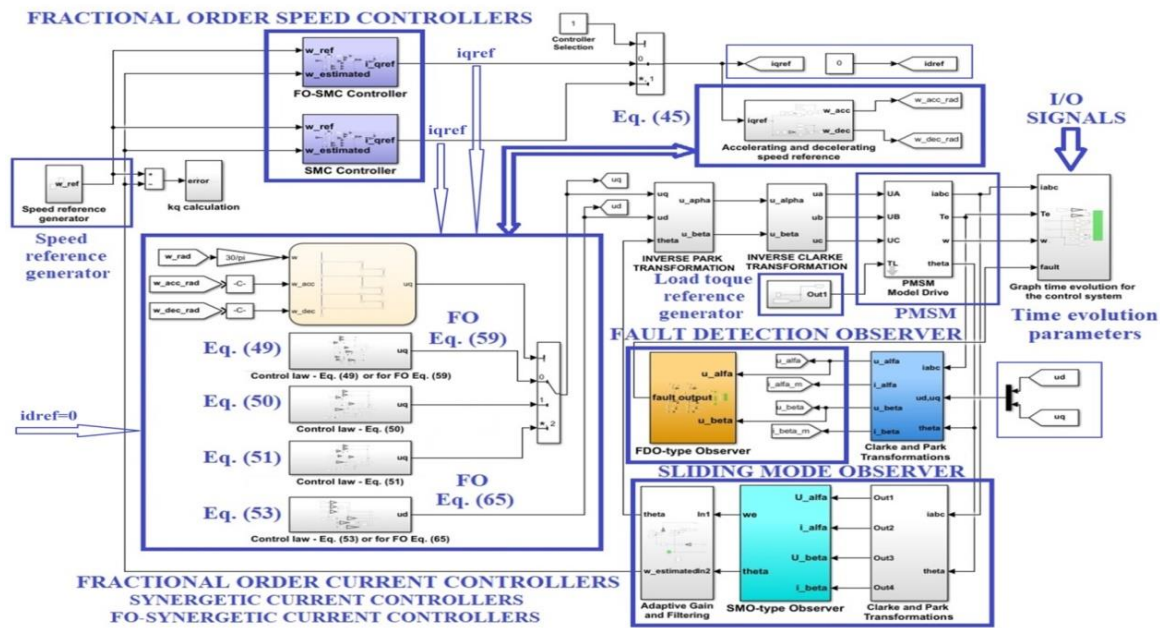 FRACTIONAL ORDER SPEED CONTROLLERS
w_ref
w_estimated
i_qref
FO-SMC Controller
w_ref
w_estimated
i_qref
SMC Controller
iqref
iqref
1
Controller
Selection
0
*, 1
iqref
0
idref
Eq. (45)
iqref
w_acc
w_dec
Accelerating and decelerating
speed reference
w_acc_rad
w_dec_rad
I/O
SIGNALS
w_ref
Speed reference
generator
Speed
reference
generator
+
−
error
kq calculation
w_rad
30/pi
w_acc_rad
-C-
w_dec_rad
-C-
w
w_acc
w_dec
uq
FO
Eq. (59)
Eq. (49)
uq
Control law - Eq. (49) or for FO Eq. (59)
Eq. (50)
uq
Control law - Eq. (50)
Eq. (51)
uq
Control law - Eq. (51)
FO
Eq. (65)
Eq. (53)
ud
Control law - Eq. (53) or for FO Eq. (65)
0
1
*, 2
idref=0
FRACTIONAL ORDER CURRENT CONTROLLERS
SYNERGETIC CURRENT CONTROLLERS
FO-SYNERGETIC CURRENT CONTROLLERS
uq
ud
uq
ud
theta
u_apha
u_beta
INVERSE PARK
TRANSFORMATION
u_alpha
u_beta
ua
ub
uc
INVERSE CLARKE
TRANSFORMATION
UA
UB
UC
TL
iabc
Te
w
theta
PMSM
Model Drive
PMSM
iabc
Te
w
fault
Graph time evolution for
the control system
Time evolution
parameters
Load toque
reference
generator
Out1
FAULT DETECTION OBSERVER
fault_output
u_alfa
u_beta
FDO-type Observer
u_alfa
i_alfa_m
u_beta
i_beta_m
u_alfa
i_alfa
u_beta
i_beta
iabc
ud,uq
theta
Clarke and Park
Transformations
ud
uq
SLIDING MODE OBSERVER
theta
w_estimated
In1
In2
Adaptive Gain
and Filtering
we
theta
U_alfa
i_alfa
U_beta
i_beta
SMO-type Observer
Out1
Out2
Out3
Out4
iabc
theta
Clarke and Park
Transformations